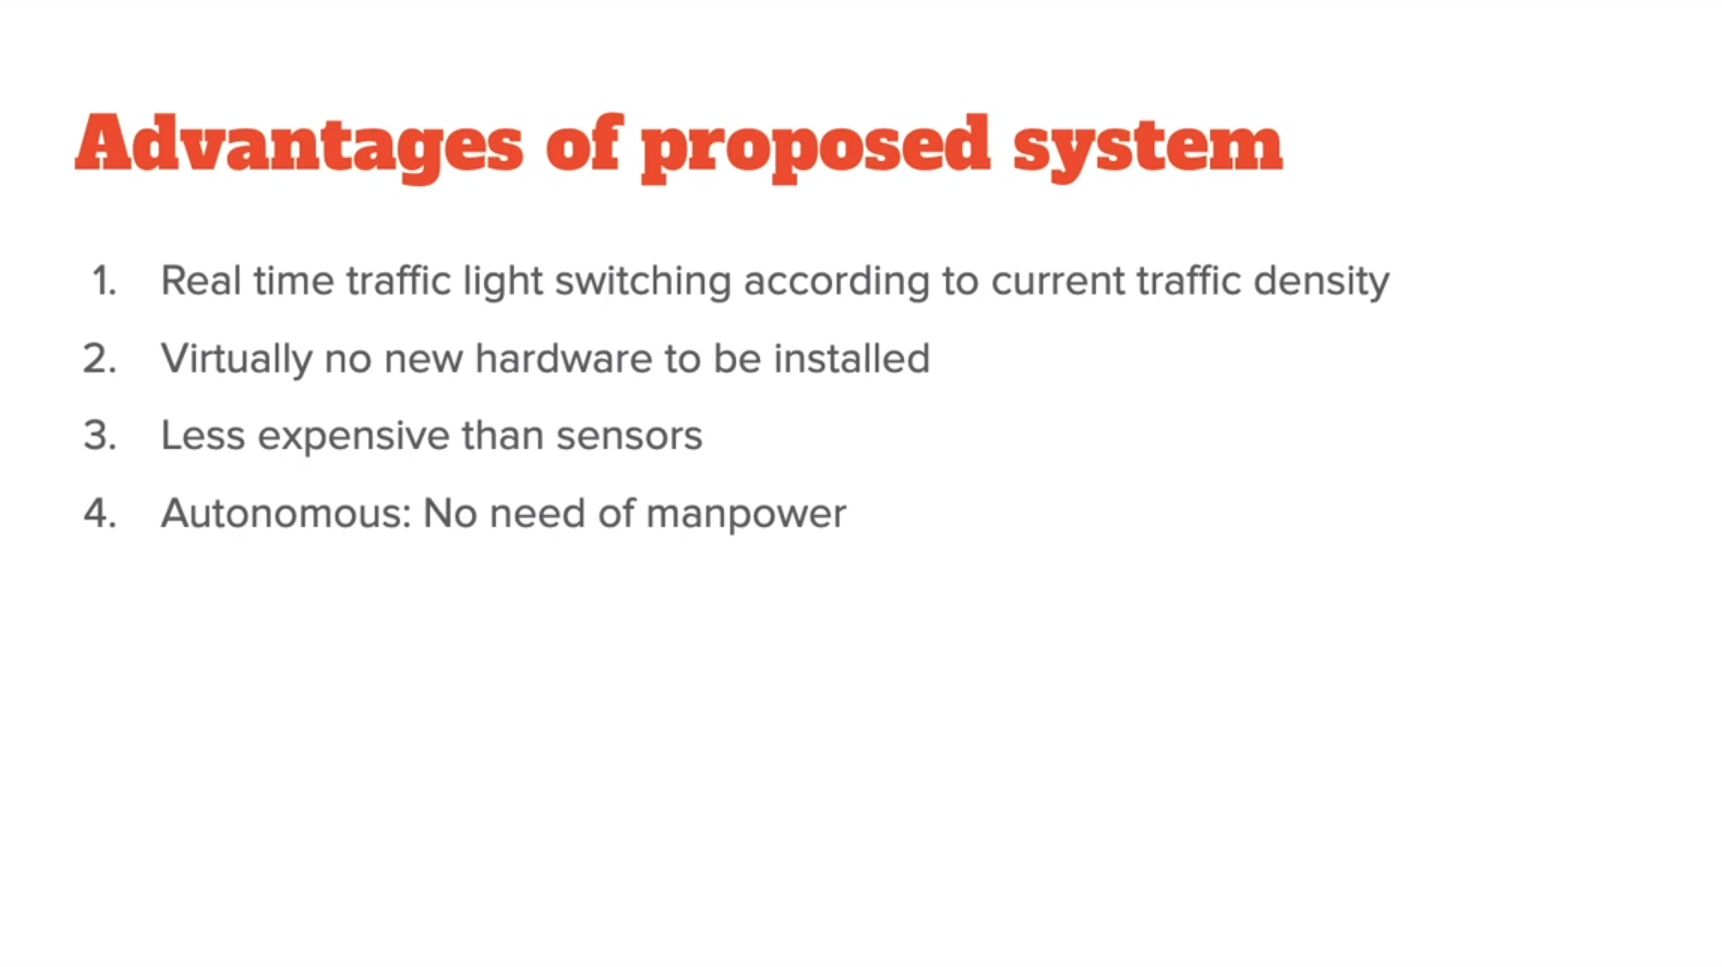 Advantages of proposed system
1. Real time traffic light switching according to current traffic density
2. Virtually no new hardware to be installed
3. Less expensive than sensors
4. Autonomous: No need of manpower